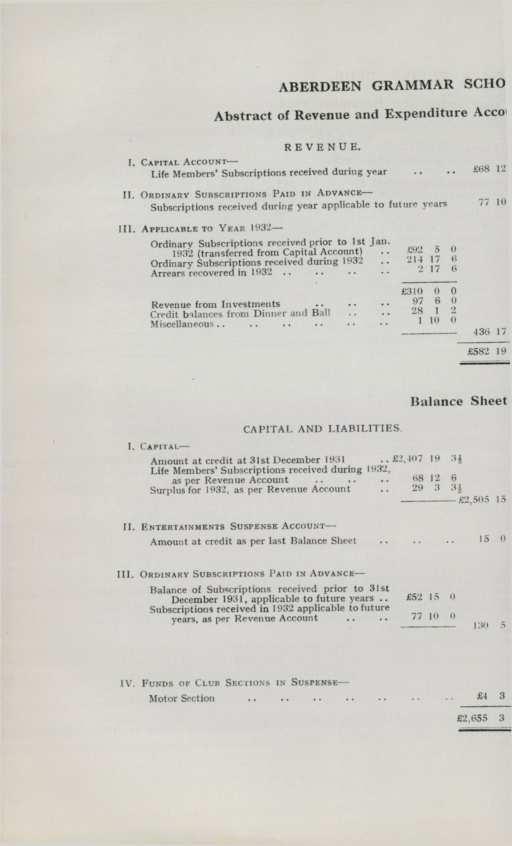 ABERDEEN GRAMMAR SCHO
Abstract of Revenue and Expenditure Acco
REVENUE.
I. CAPITAL ACCOUNT—
Life Members' Subscriptions received during year .. .. £68 12
II. ORDINARY SUBSCRIPTIONS PAID IN ADVANCE—
Subscriptions received during year applicable to future years 77 10
III. APPLICABLE TO YEAR 1932—
Ordinary Subscriptions received prior to 1st Jan.
1932 (transferred from Capital Account) .. £92 5 0
Ordinary Subscriptions received during 1932 .. 214 17 6
Arrears recovered in 1932 .. .. .. .. 2 17 6
£310 0 0
Revenue from Investments .. .. .. 97 6 0
Credit balances from Dinner and Ball .. .. 28 1 2
Miscellaneous .. .. .. .. .. .. 1 10 0
436 17
£582 19
Balance Sheet
CAPITAL AND LIABILITIES.
I. CAPITAL—
Amount at credit at 31st December 1931 .. £2,407 19 3½
Life Members' Subscriptions received during 1932,
as per Revenue Account .. .. .. 68 12 6
Surplus for 1932, as per Revenue Account .. 29 3 3½
£2,505 15
II. ENTERTAINMENTS SUSPENSE ACCOUNT—
Amount at credit as per last Balance Sheet .. .. .. 15 0
III. ORDINARY SUBSCRIPTIONS PAID IN ADVANCE—
Balance of Subscriptions received prior to 31st
December 1931, applicable to future years .. £52 15 0
Subscriptions received in 1932 applicable to future
years, as per Revenue Account .. .. 77 10 0
130 5
IV. FUNDS OF CLUB SECTIONS IN SUSPENSE—
Motor Section .. .. .. .. .. .. .. £4 3
£2,655 3